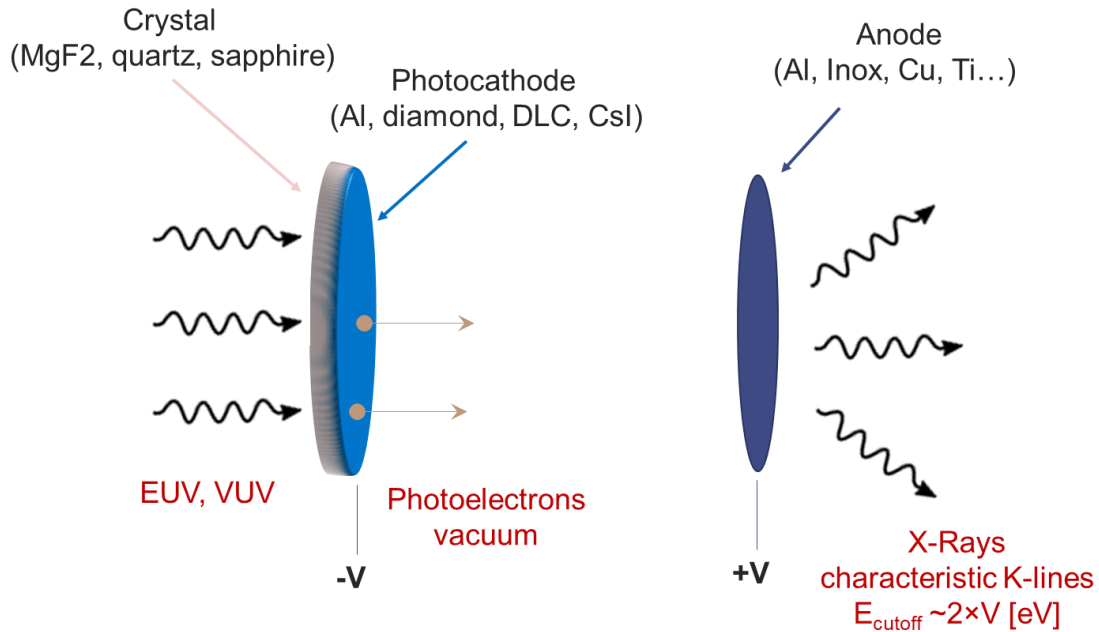 Crystal
(MgF2, quartz, sapphire)
Photocathode
(Al, diamond, DLC, CsI)
Anode
(Al, Inox, Cu, Ti…)
EUV, VUV
Photoelectrons
vacuum
-V
+V
X-Rays
characteristic K-lines
E_cutoff ~2×V [eV]